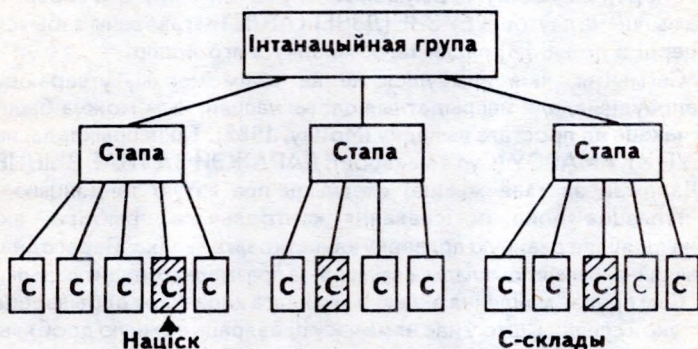 Інтанацыйная група
Стапа Стапа Стапа
С С С С С С С С С С С С С С
Націск С-склады